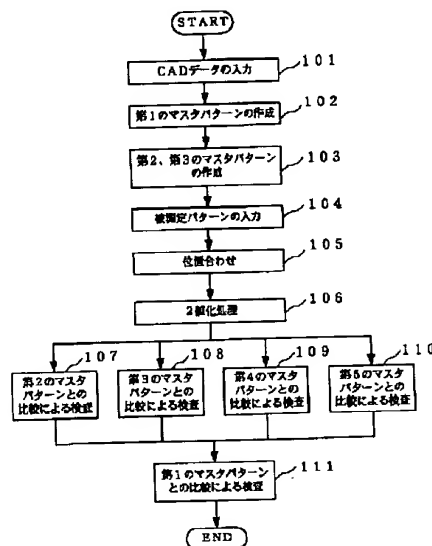 START
CADデータの入力
101
第1のマスタパターンの作成
102
第2、第3のマスタパターン
の作成
103
被測定パターンの入力
104
位置合わせ
105
2値化処理
106
第2のマスタ
パターンとの
比較による検査
107
第3のマスタ
パターンとの
比較による検査
108
第4のマスタ
パターンとの
比較による検査
109
第5のマスタ
パターンとの
比較による検査
110
第1のマスタパターン
との比較による検査
111
END